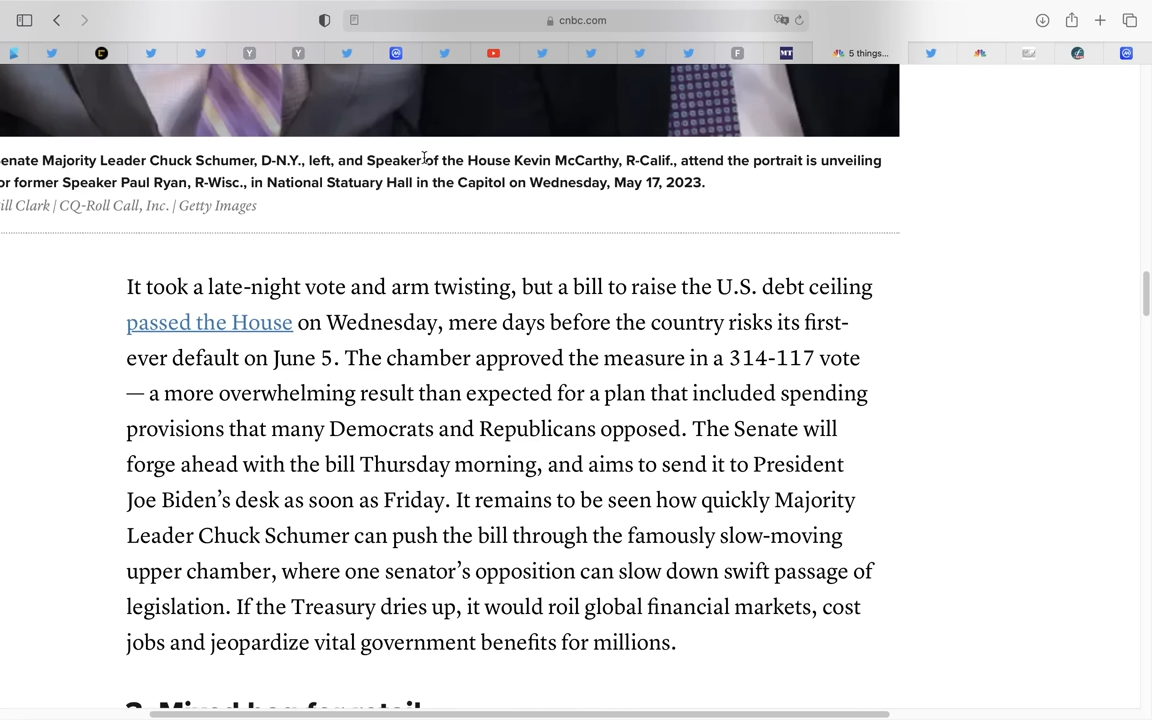 cnbc.com
5 things...
enate Majority Leader Chuck Schumer, D-N.Y., left, and Speaker of the House Kevin McCarthy, R-Calif., attend the portrait is unveiling
or former Speaker Paul Ryan, R-Wisc., in National Statuary Hall in the Capitol on Wednesday, May 17, 2023.
ill Clark | CQ-Roll Call, Inc. | Getty Images
It took a late-night vote and arm twisting, but a bill to raise the U.S. debt ceiling
passed the House on Wednesday, mere days before the country risks its first-
ever default on June 5. The chamber approved the measure in a 314-117 vote
— a more overwhelming result than expected for a plan that included spending
provisions that many Democrats and Republicans opposed. The Senate will
forge ahead with the bill Thursday morning, and aims to send it to President
Joe Biden’s desk as soon as Friday. It remains to be seen how quickly Majority
Leader Chuck Schumer can push the bill through the famously slow-moving
upper chamber, where one senator’s opposition can slow down swift passage of
legislation. If the Treasury dries up, it would roil global financial markets, cost
jobs and jeopardize vital government benefits for millions.
Mixed bag for retail